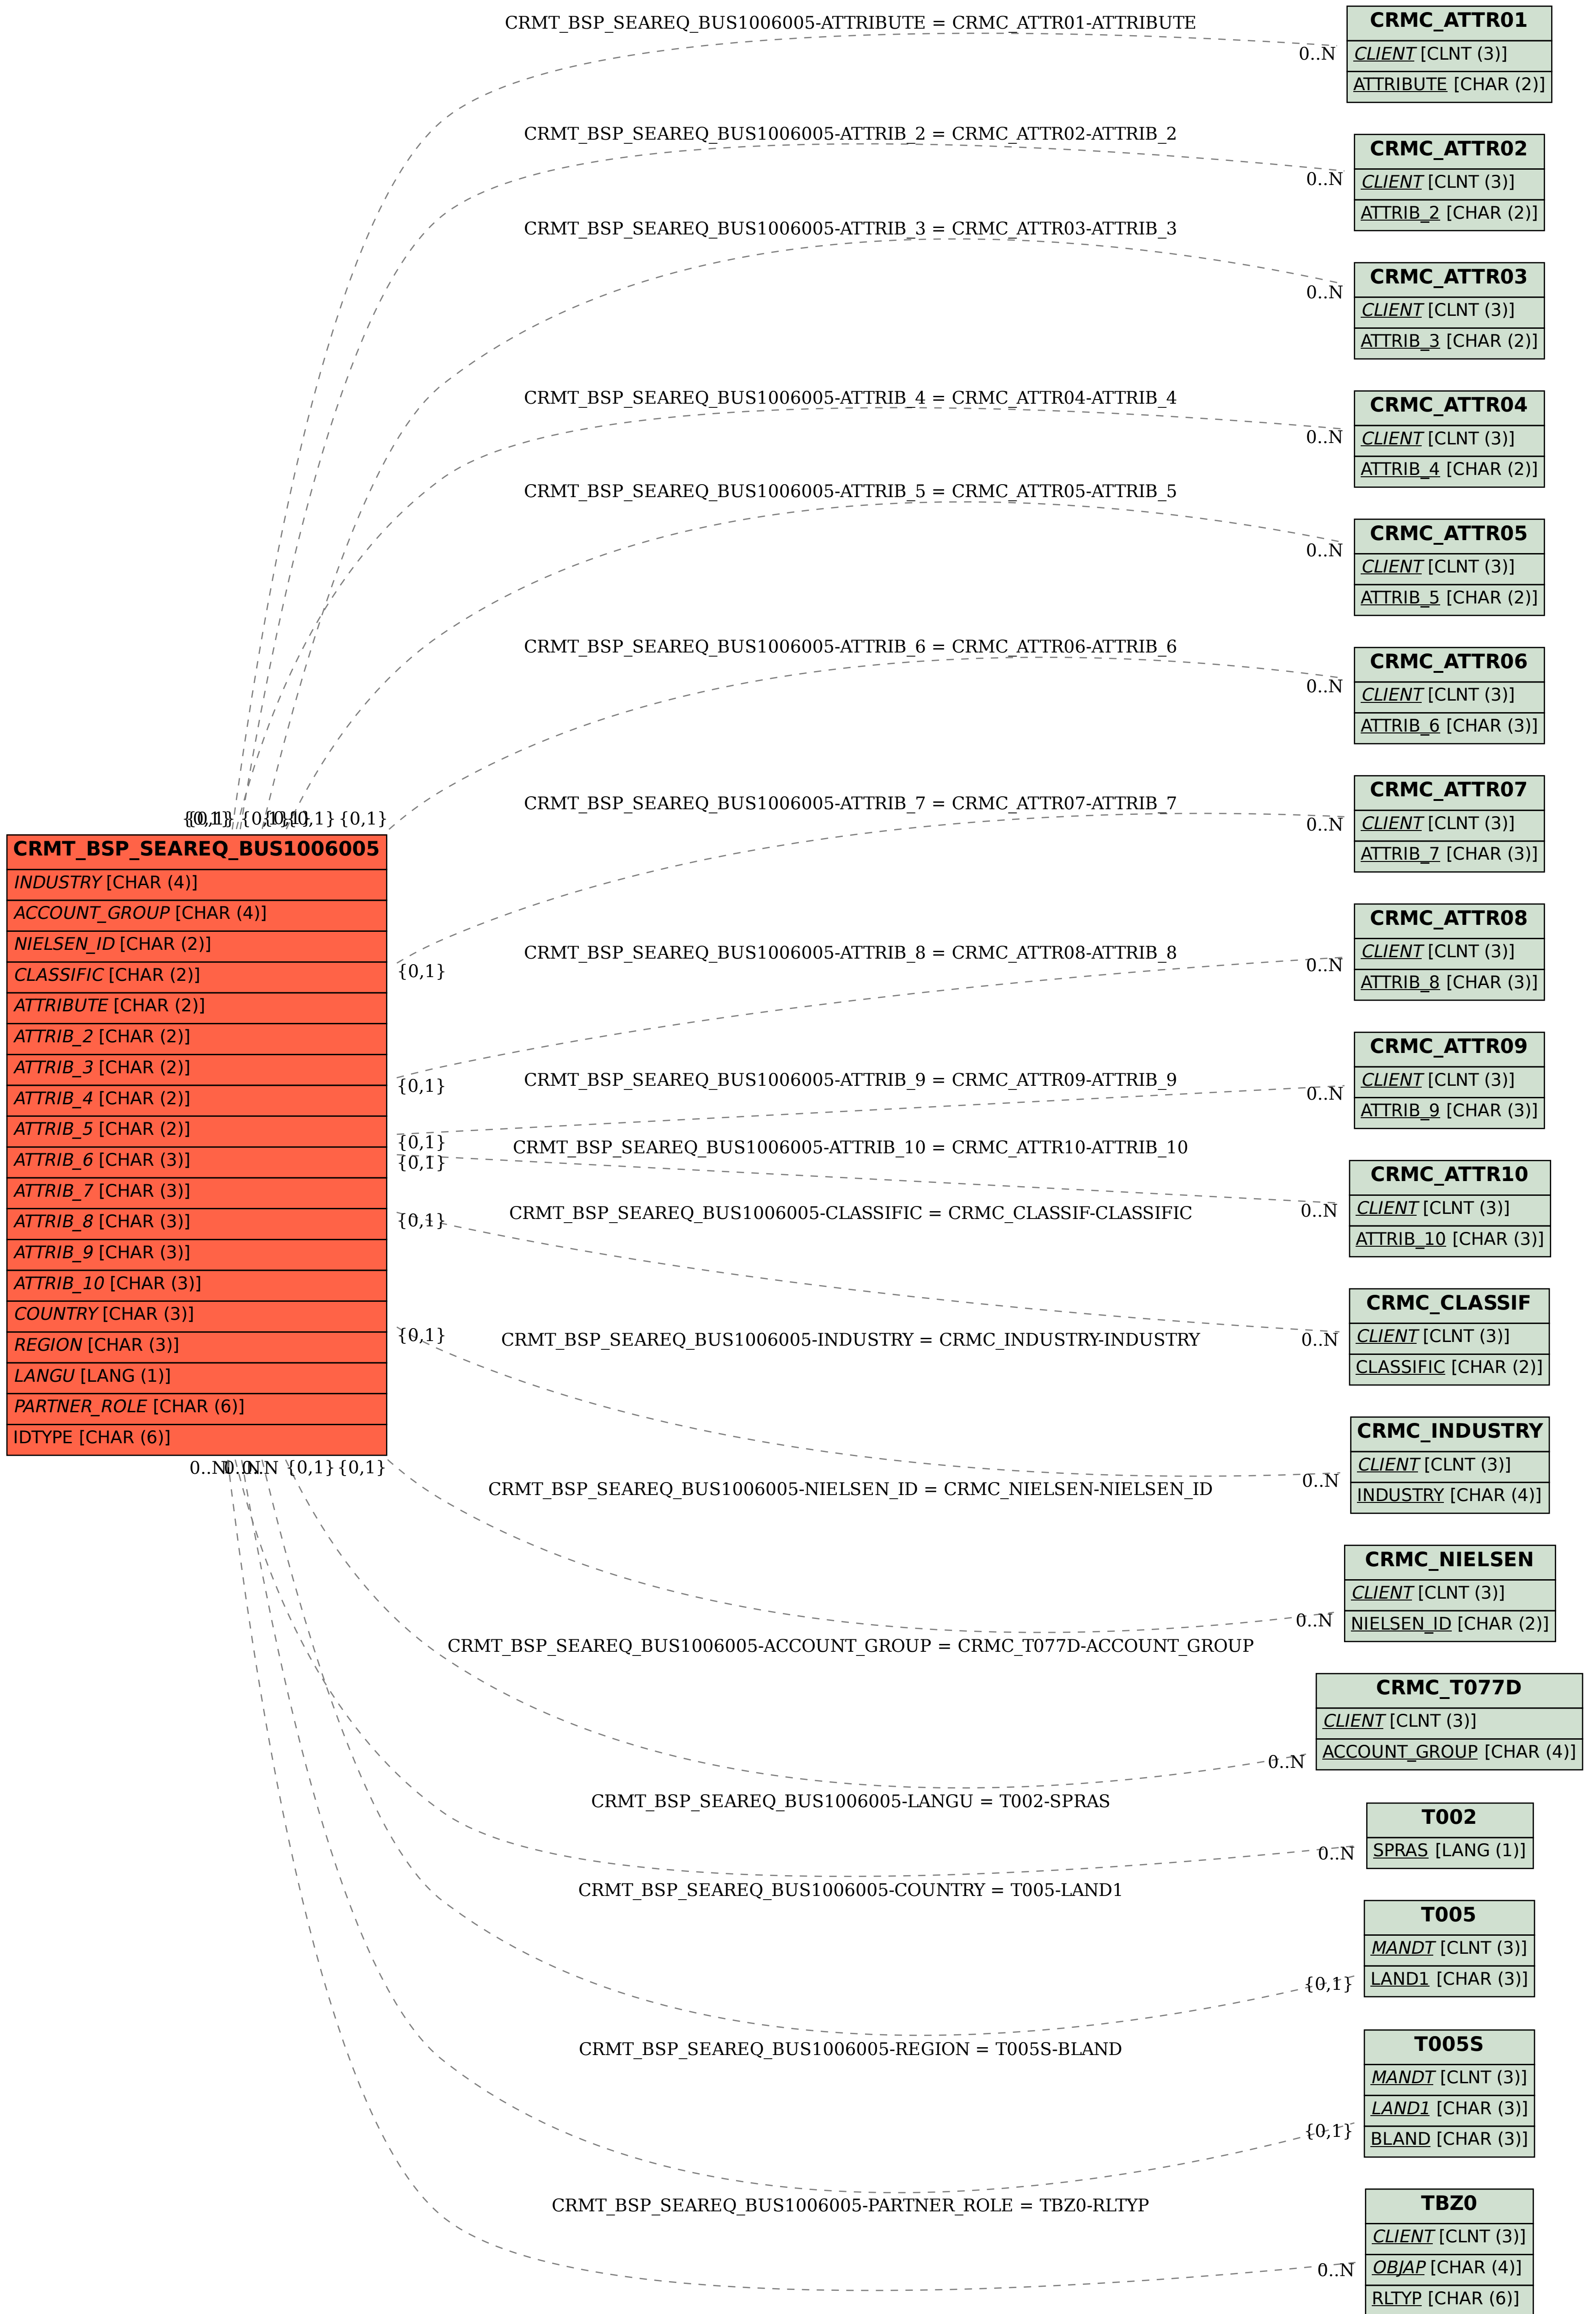 CRMT_BSP_SEAREQ_BUS1006005-ATTRIBUTE = CRMC_ATTR01-ATTRIBUTE
0..N
CRMC_ATTR01
CLIENT [CLNT (3)]
ATTRIBUTE [CHAR (2)]
CRMT_BSP_SEAREQ_BUS1006005-ATTRIB_2 = CRMC_ATTR02-ATTRIB_2
0..N
CRMC_ATTR02
CLIENT [CLNT (3)]
ATTRIB_2 [CHAR (2)]
CRMT_BSP_SEAREQ_BUS1006005-ATTRIB_3 = CRMC_ATTR03-ATTRIB_3
0..N
CRMC_ATTR03
CLIENT [CLNT (3)]
ATTRIB_3 [CHAR (2)]
CRMT_BSP_SEAREQ_BUS1006005-ATTRIB_4 = CRMC_ATTR04-ATTRIB_4
0..N
CRMC_ATTR04
CLIENT [CLNT (3)]
ATTRIB_4 [CHAR (2)]
CRMT_BSP_SEAREQ_BUS1006005-ATTRIB_5 = CRMC_ATTR05-ATTRIB_5
0..N
CRMC_ATTR05
CLIENT [CLNT (3)]
ATTRIB_5 [CHAR (2)]
CRMT_BSP_SEAREQ_BUS1006005-ATTRIB_6 = CRMC_ATTR06-ATTRIB_6
0..N
CRMC_ATTR06
CLIENT [CLNT (3)]
ATTRIB_6 [CHAR (3)]
CRMT_BSP_SEAREQ_BUS1006005-ATTRIB_7 = CRMC_ATTR07-ATTRIB_7
0..N
CRMC_ATTR07
CLIENT [CLNT (3)]
ATTRIB_7 [CHAR (3)]
{0,1} {0,1} {0,1} {0,1} {0,1} {0,1}
CRMT_BSP_SEAREQ_BUS1006005
INDUSTRY [CHAR (4)]
ACCOUNT_GROUP [CHAR (4)]
NIELSEN_ID [CHAR (2)]
CLASSIFIC [CHAR (2)]
ATTRIBUTE [CHAR (2)]
ATTRIB_2 [CHAR (2)]
ATTRIB_3 [CHAR (2)]
ATTRIB_4 [CHAR (2)]
ATTRIB_5 [CHAR (2)]
ATTRIB_6 [CHAR (3)]
ATTRIB_7 [CHAR (3)]
ATTRIB_8 [CHAR (3)]
ATTRIB_9 [CHAR (3)]
ATTRIB_10 [CHAR (3)]
COUNTRY [CHAR (3)]
REGION [CHAR (3)]
LANGU [LANG (1)]
PARTNER_ROLE [CHAR (6)]
IDTYPE [CHAR (6)]
{0,1}
{0,1}
{0,1}
{0,1}
{0,1}
{0,1}
0..N 0..N 0..N {0,1} {0,1}
CRMT_BSP_SEAREQ_BUS1006005-ATTRIB_8 = CRMC_ATTR08-ATTRIB_8
0..N
CRMC_ATTR08
CLIENT [CLNT (3)]
ATTRIB_8 [CHAR (3)]
CRMT_BSP_SEAREQ_BUS1006005-ATTRIB_9 = CRMC_ATTR09-ATTRIB_9
0..N
CRMC_ATTR09
CLIENT [CLNT (3)]
ATTRIB_9 [CHAR (3)]
CRMT_BSP_SEAREQ_BUS1006005-ATTRIB_10 = CRMC_ATTR10-ATTRIB_10
0..N
CRMC_ATTR10
CLIENT [CLNT (3)]
ATTRIB_10 [CHAR (3)]
CRMT_BSP_SEAREQ_BUS1006005-CLASSIFIC = CRMC_CLASSIF-CLASSIFIC
0..N
CRMC_CLASSIF
CLIENT [CLNT (3)]
CLASSIFIC [CHAR (2)]
CRMT_BSP_SEAREQ_BUS1006005-INDUSTRY = CRMC_INDUSTRY-INDUSTRY
0..N
CRMC_INDUSTRY
CLIENT [CLNT (3)]
INDUSTRY [CHAR (4)]
CRMT_BSP_SEAREQ_BUS1006005-NIELSEN_ID = CRMC_NIELSEN-NIELSEN_ID
0..N
CRMC_NIELSEN
CLIENT [CLNT (3)]
NIELSEN_ID [CHAR (2)]
CRMT_BSP_SEAREQ_BUS1006005-ACCOUNT_GROUP = CRMC_T077D-ACCOUNT_GROUP
0..N
CRMC_T077D
CLIENT [CLNT (3)]
ACCOUNT_GROUP [CHAR (4)]
CRMT_BSP_SEAREQ_BUS1006005-LANGU = T002-SPRAS
0..N
T002
SPRAS [LANG (1)]
CRMT_BSP_SEAREQ_BUS1006005-COUNTRY = T005-LAND1
{0,1}
T005
MANDT [CLNT (3)]
LAND1 [CHAR (3)]
CRMT_BSP_SEAREQ_BUS1006005-REGION = T005S-BLAND
{0,1}
T005S
MANDT [CLNT (3)]
LAND1 [CHAR (3)]
BLAND [CHAR (3)]
CRMT_BSP_SEAREQ_BUS1006005-PARTNER_ROLE = TBZ0-RLTYP
0..N
TBZ0
CLIENT [CLNT (3)]
OBJAP [CHAR (4)]
RLTYP [CHAR (6)]